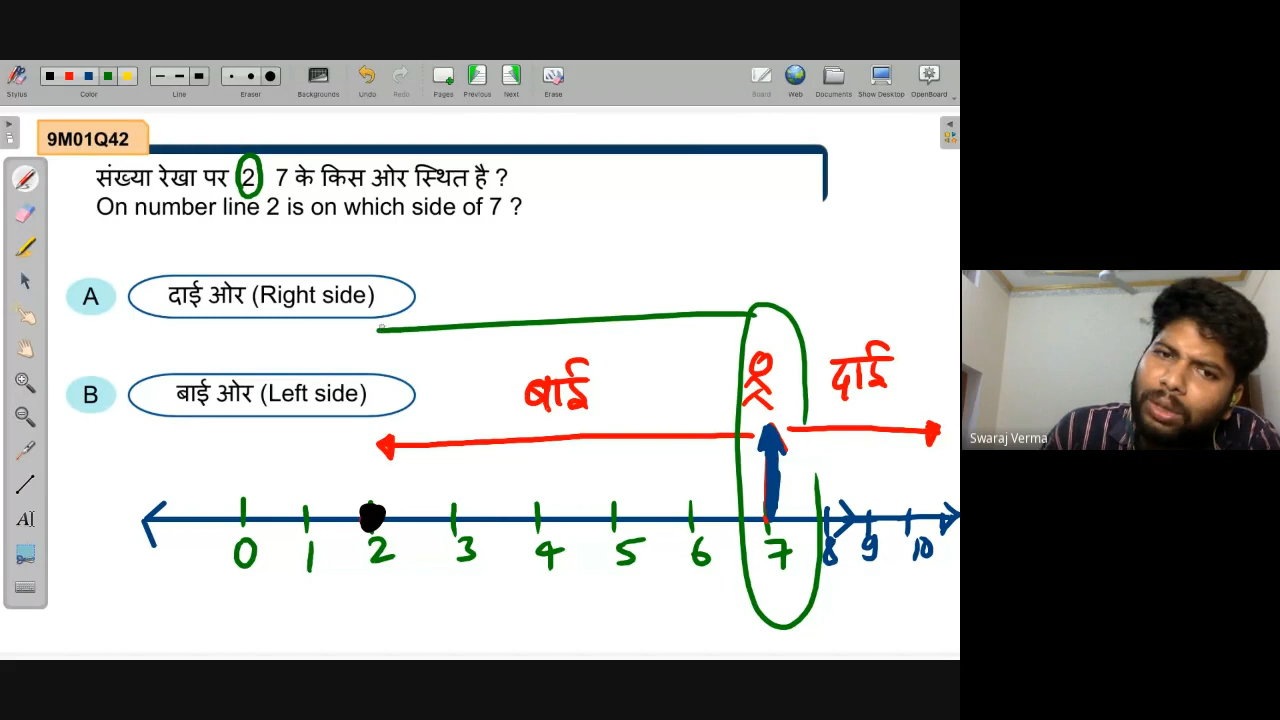 Stylus
Color
Line
Eraser
Backgrounds
Undo
Redo
Pages
Previous
Next
Erase
Board
Web
Documents
Show Desktop
OpenBoard
9M01Q42
संख्या रेखा पर 2 7 के किस ओर स्थित है ?
On number line 2 is on which side of 7 ?
A दाई ओर (Right side)
B बाई ओर (Left side)
बाई दाई
0 1 2 3 4 5 6 7 8 9 10
Swaraj Verma